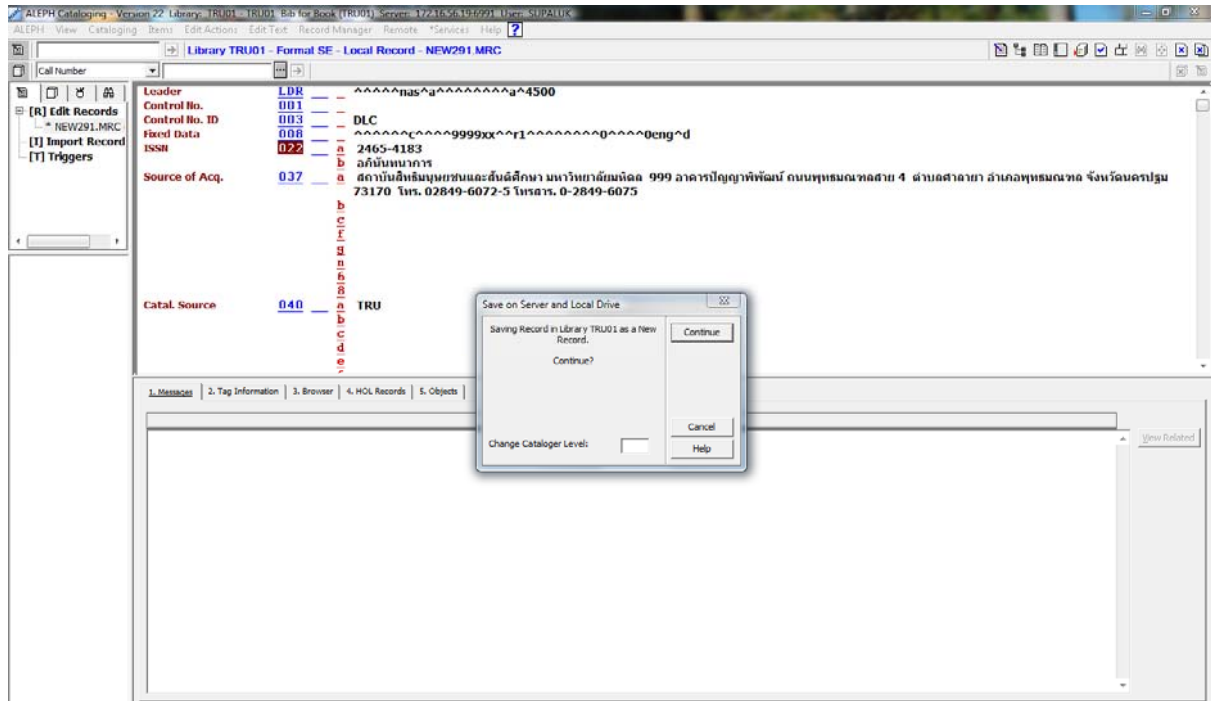 ALEPH Cataloging - Version 22 Library: TRU01 - TRU01 Bib for Book (TRU01) Server: 172.16.56.19:6991 User: SUPALUK
ALEPH View Cataloging Items Edit Actions Edit Text Record Manager Remote *Services Help ?
Library TRU01 - Formal SE - Local Record - NEW291.MRC
Call Number
[R] Edit Records
* NEW291.MRC
[I] Import Record
[T] Triggers
Leader LDR ^^^^^nas^a^^^^^^^^a^4500
Control No. 001
Control No. ID 003 DLC
Fixed Data 008 ^^^^^^c^^^^9999xx^^r1^^^^^^^^0^^^^0eng^d
ISSN 022 a 2465-4183
b อภินันทนาการ
Source of Acq. 037 a สถาบันสิทธิมนุษยชนและสันติศึกษา มหาวิทยาลัยมหิดล 999 อาคารปัญญาพิพัฒน์ ถนนพุทธมณฑลสาย 4 ตำบลศาลายา อำเภอพุทธมณฑล จังหวัดนครปฐม
73170 โทร. 02849-6072-5 โทรสาร. 0-2849-6075
b
c
f
g
n
6
8
Catal. Source 040 a TRU
b
c
d
e
Save on Server and Local Drive
Saving Record in Library TRU01 as a New
Record.
Continue?
Continue
Cancel
Change Cataloger Level:
Help
1. Messages 2. Tag Information 3. Browser 4. HOL Records 5. Objects
View Related